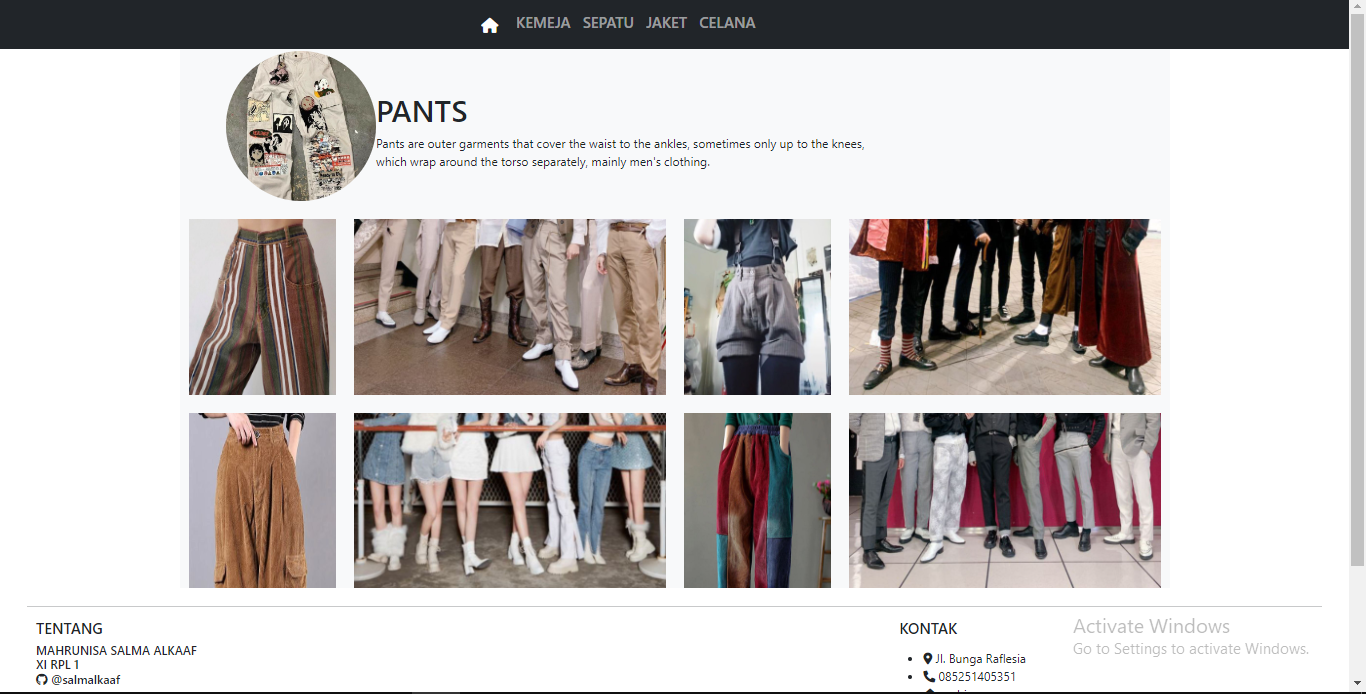 KEMEJA SEPATU JAKET CELANA
PANTS
Pants are outer garments that cover the waist to the ankles, sometimes only up to the knees,
which wrap around the torso separately, mainly men's clothing.
TENTANG
MAHRUNISA SALMA ALKAAF
XI RPL 1
@salmalkaaf
KONTAK
Jl. Bunga Raflesia
085251405351
Activate Windows
Go to Settings to activate Windows.